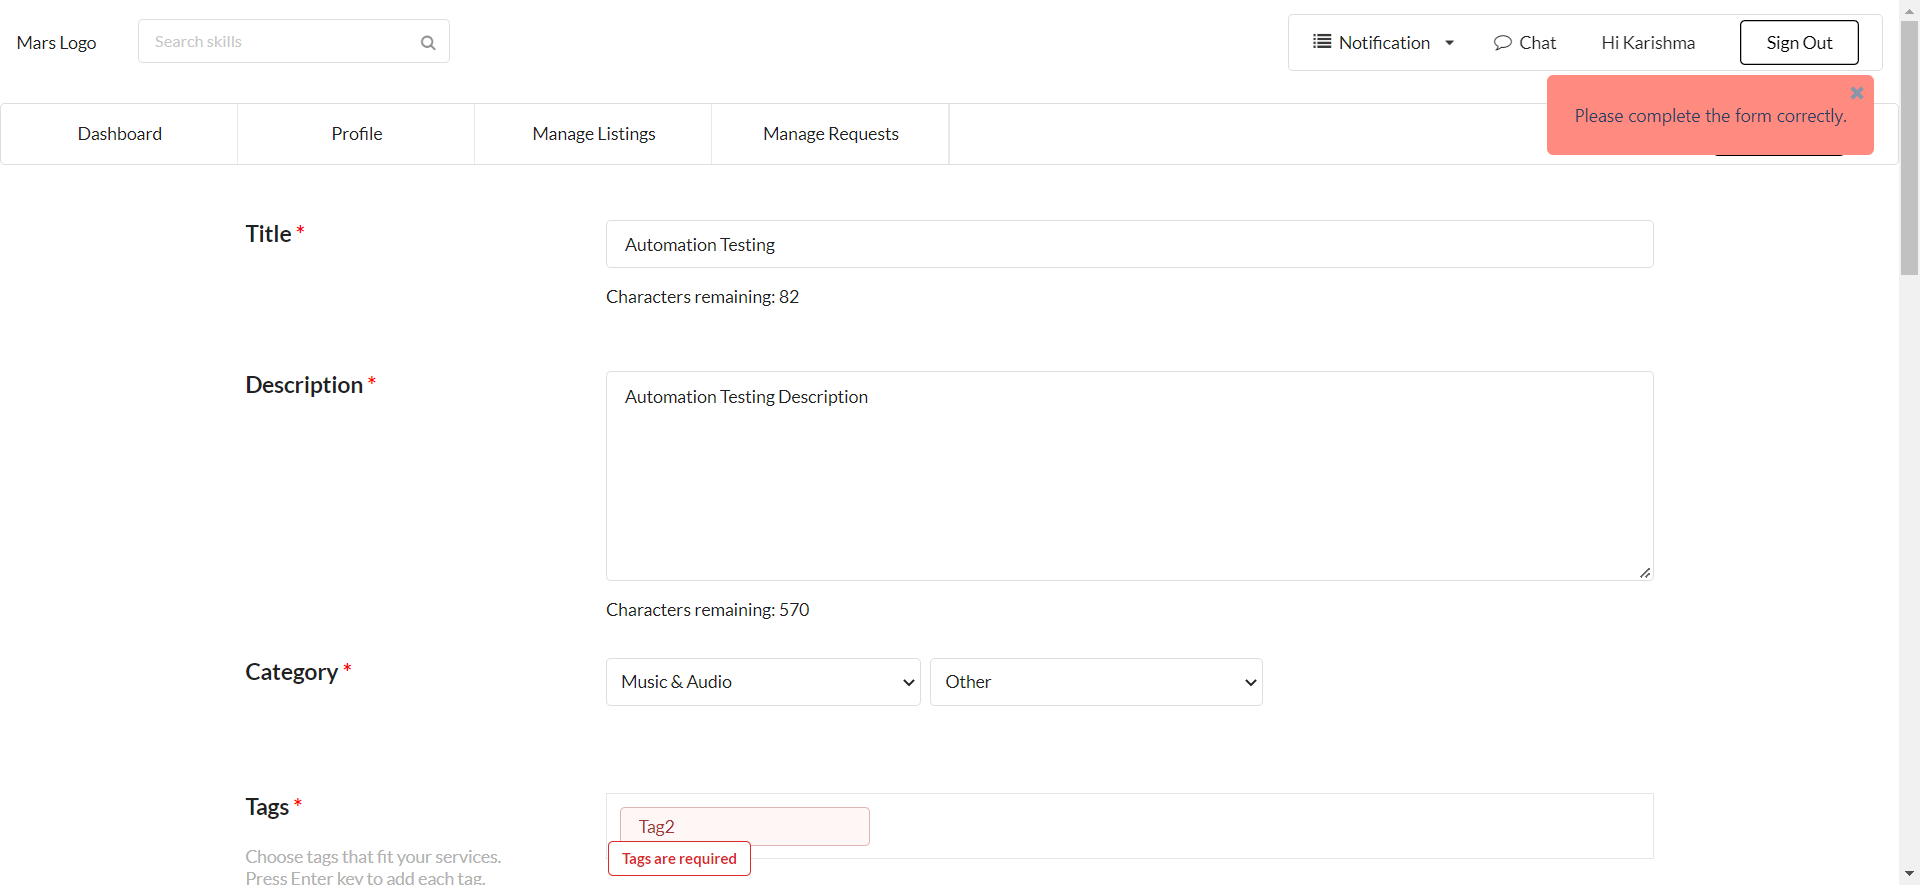 Mars Logo
Search skills
Notification
Chat
Hi Karishma
Sign Out
Please complete the form correctly.
Dashboard
Profile
Manage Listings
Manage Requests
Title *
Automation Testing
Characters remaining: 82
Description *
Automation Testing Description
Characters remaining: 570
Category *
Music & Audio
Other
Tags *
Tag2
Tags are required
Choose tags that fit your services.
Press Enter key to add each tag.